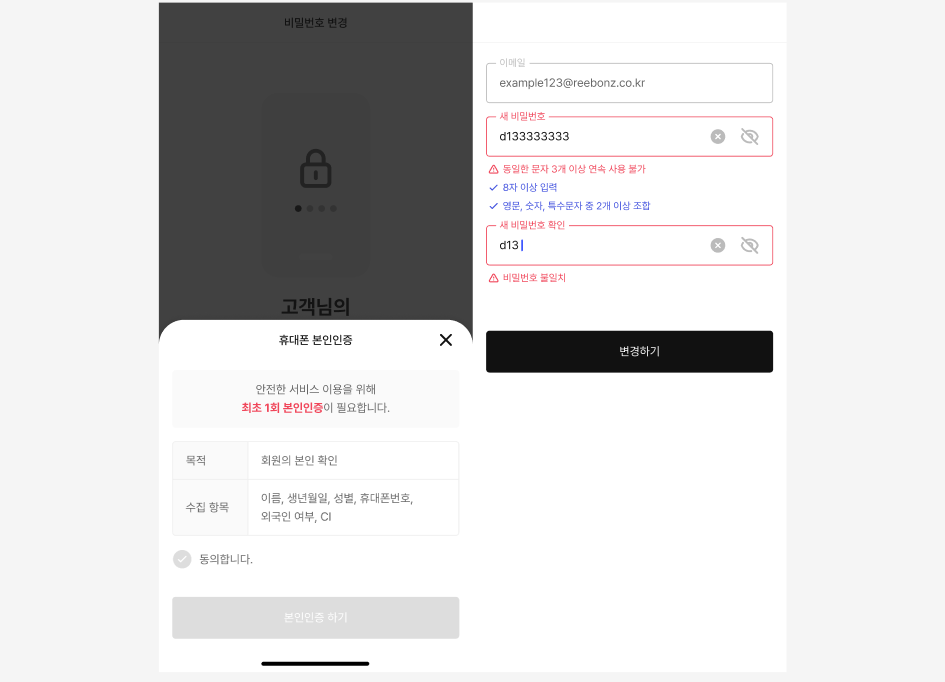 비밀번호 변경
고객님의
휴대폰 본인인증
안전한 서비스 이용을 위해
최초 1회 본인인증이 필요합니다.
목적
회원의 본인 확인
수집 항목
이름, 생년월일, 성별, 휴대폰번호,
외국인 여부, CI
동의합니다.
본인인증 하기
이메일
example123@reebonz.co.kr
새 비밀번호
d133333333
동일한 문자 3개 이상 연속 사용 불가
8자 이상 입력
영문, 숫자, 특수문자 중 2개 이상 조합
새 비밀번호 확인
d13
비밀번호 불일치
변경하기